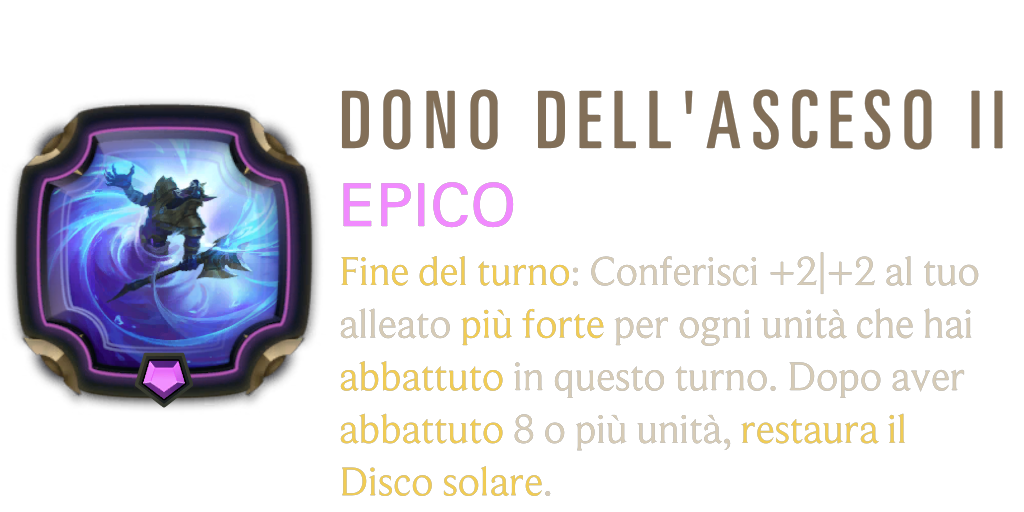 DONO DELL'ASCESO II
EPICO
Fine del turno: Conferisci +2|+2 al tuo
alleato più forte per ogni unità che hai
abbattuto in questo turno. Dopo aver
abbattuto 8 o più unità, restaura il
Disco solare.